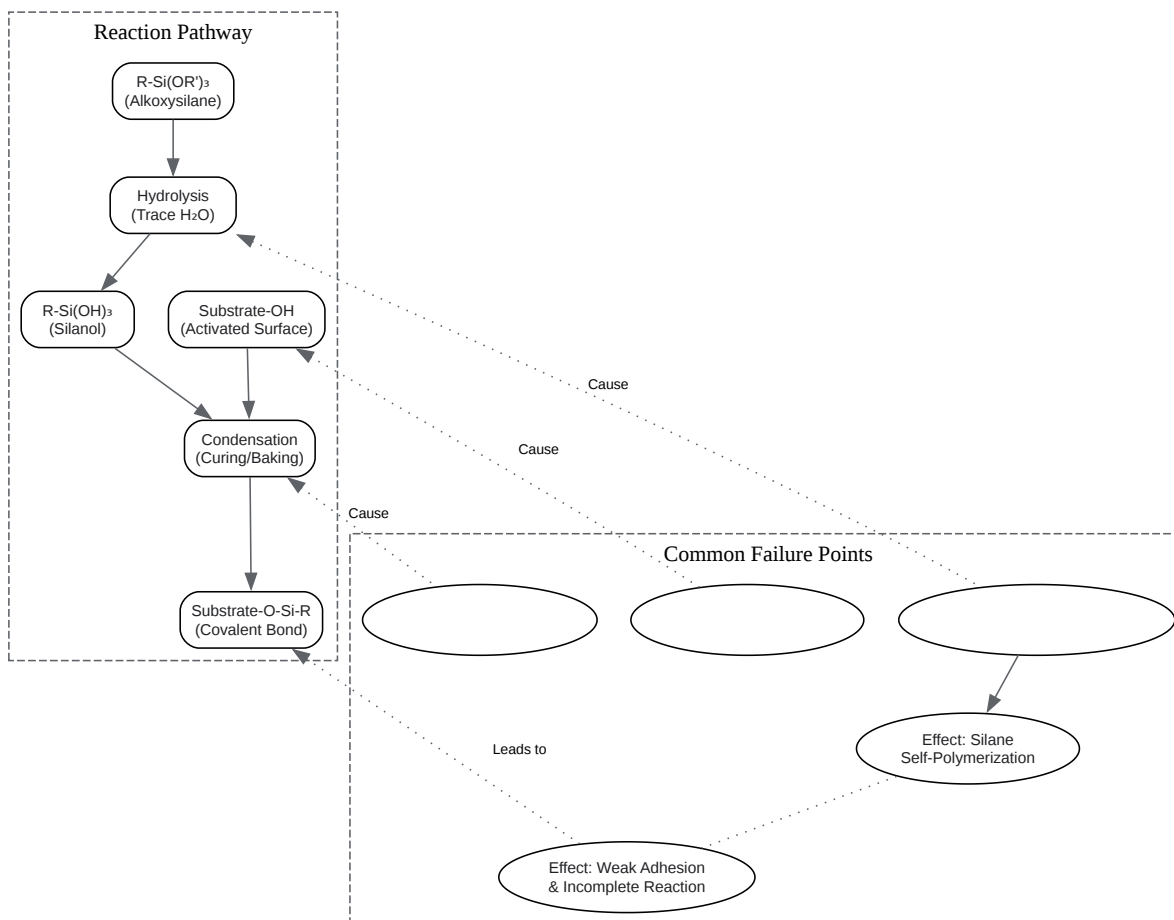 Reaction Pathway
R-Si(OR')₃
(Alkoxysilane)
Hydrolysis
(Trace H₂O)
R-Si(OH)₃
(Silanol)
Substrate-OH
(Activated Surface)
Cause
Condensation
(Curing/Baking)
Cause
Cause
Common Failure Points
Substrate-O-Si-R
(Covalent Bond)
Effect: Silane
Self-Polymerization
Leads to
Effect: Weak Adhesion
& Incomplete Reaction